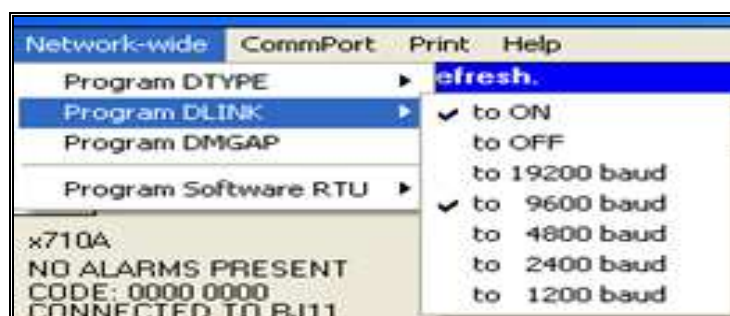 Network-wide CommPort Print Help
Program DTYPE
Program DLINK
Program DMGAP
Program Software RTU
efresh.
to ON
to OFF
to 19200 baud
to 9600 baud
to 4800 baud
to 2400 baud
to 1200 baud
x710A
NO ALARMS PRESENT
CODE: 0000 0000
CONNECTED TO RJ11